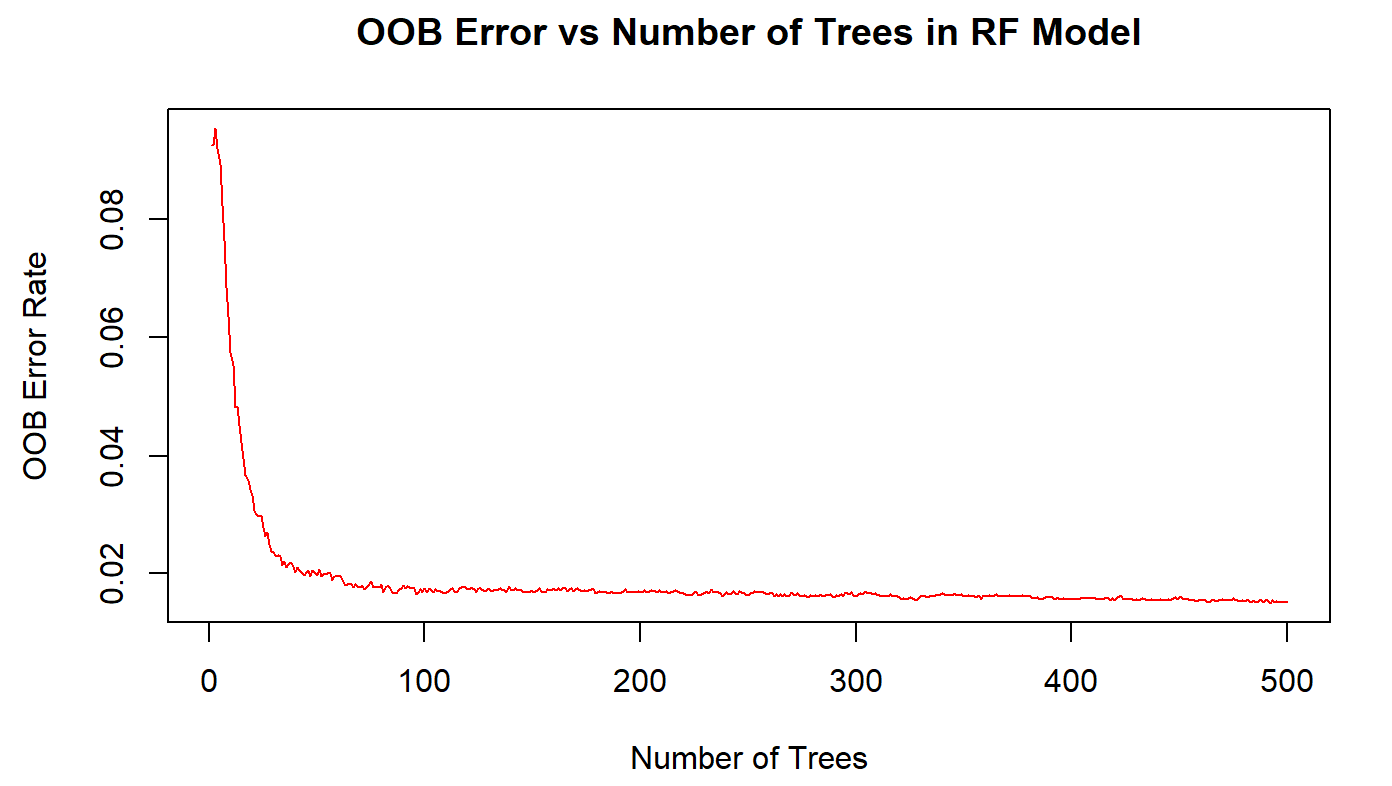 OOB Error vs Number of Trees in RF Model
OOB Error Rate
0.08
0.06
0.04
0.02
0 100 200 300 400 500
Number of Trees